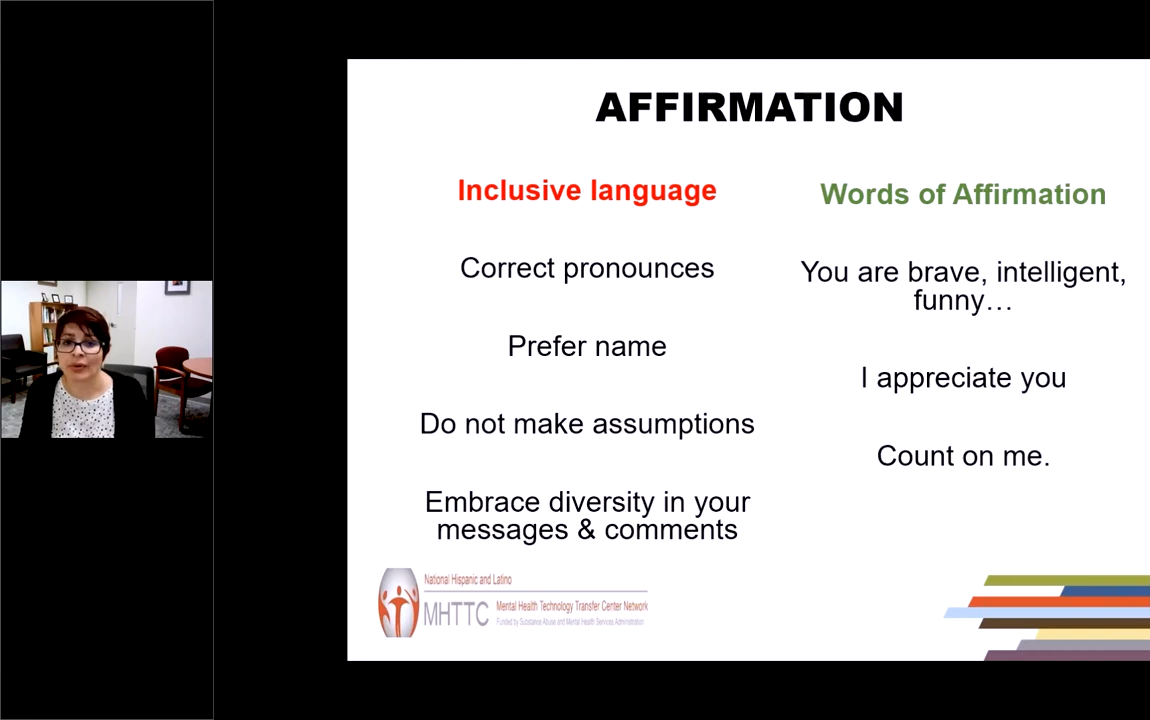 AFFIRMATION
Inclusive language
Correct pronounces
Prefer name
Do not make assumptions
Embrace diversity in your
messages & comments
Words of Affirmation
You are brave, intelligent,
funny…
I appreciate you
Count on me.
National Hispanic and Latino
MHTTC
Mental Health Technology Transfer Center Network
Funded by Substance Abuse and Mental Health Services Administration